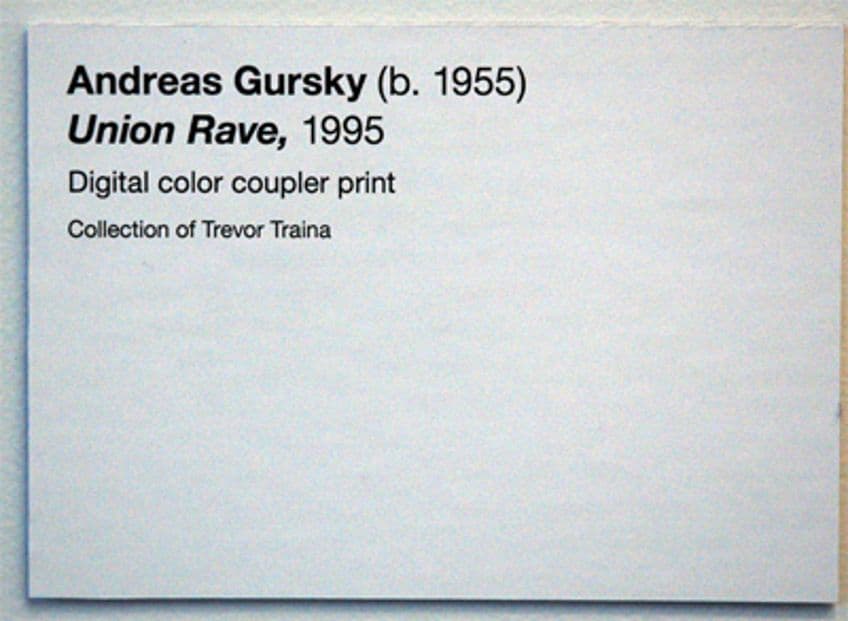 Andreas Gursky (b. 1955)
Union Rave, 1995
Digital color coupler print
Collection of Trevor Traina